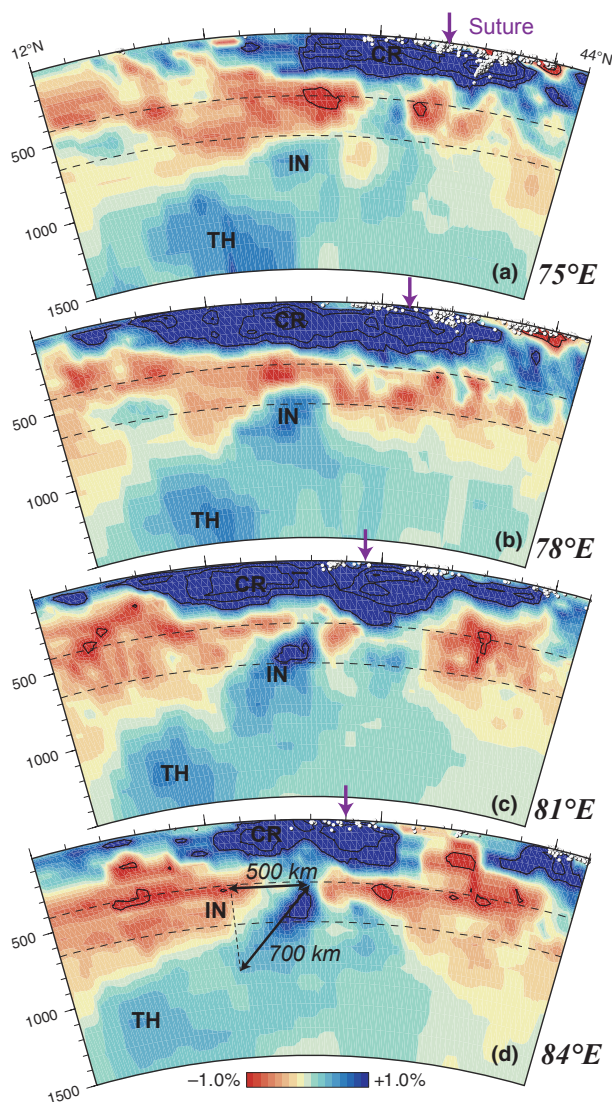 Suture
12°N
44°N
CR
500
IN
1000
TH
1500
(a) 75°E
CR
500
IN
1000
TH
(b) 78°E
CR
500
IN
1000
TH
(c) 81°E
CR
500 km
IN
500
700 km
1000
TH
1500
(d) 84°E
−1.0% +1.0%